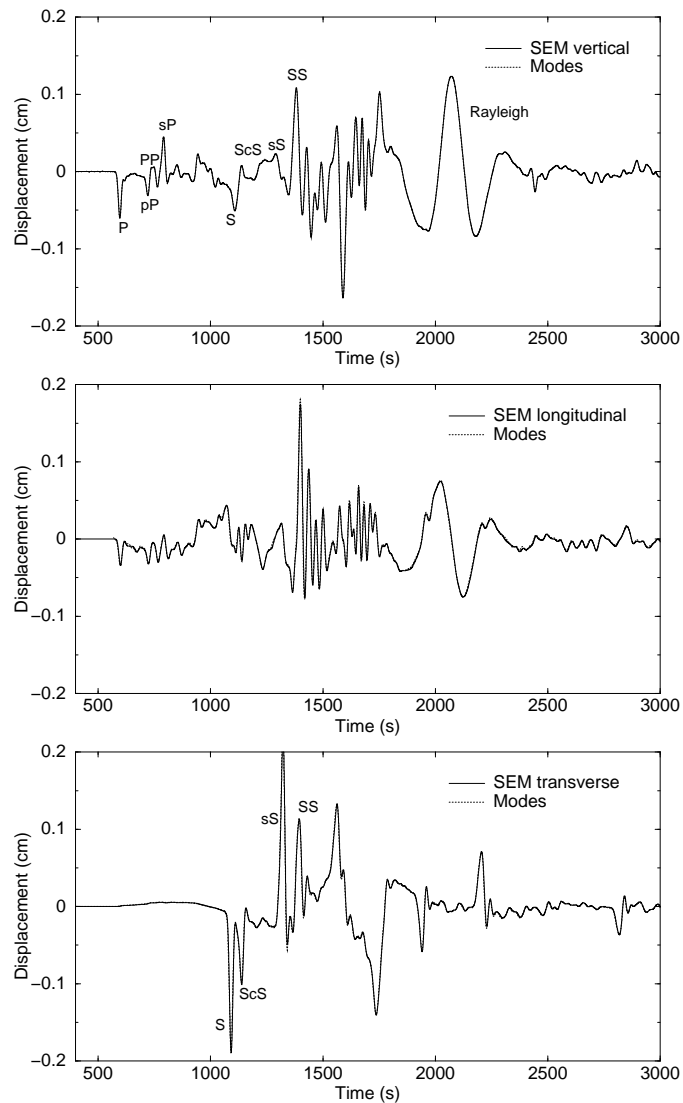 0.2
0.1
0
−0.1
−0.2
Displacement (cm)
SEM vertical
Modes
SS
sP
PP
ScS
sS
Rayleigh
P
pP
S
500 1000 1500 2000 2500 3000
Time (s)
0.2
0.1
0
−0.1
−0.2
Displacement (cm)
SEM longitudinal
Modes
500 1000 1500 2000 2500 3000
Time (s)
0.2
0.1
0
−0.1
−0.2
Displacement (cm)
SEM transverse
Modes
sS
SS
ScS
S
500 1000 1500 2000 2500 3000
Time (s)